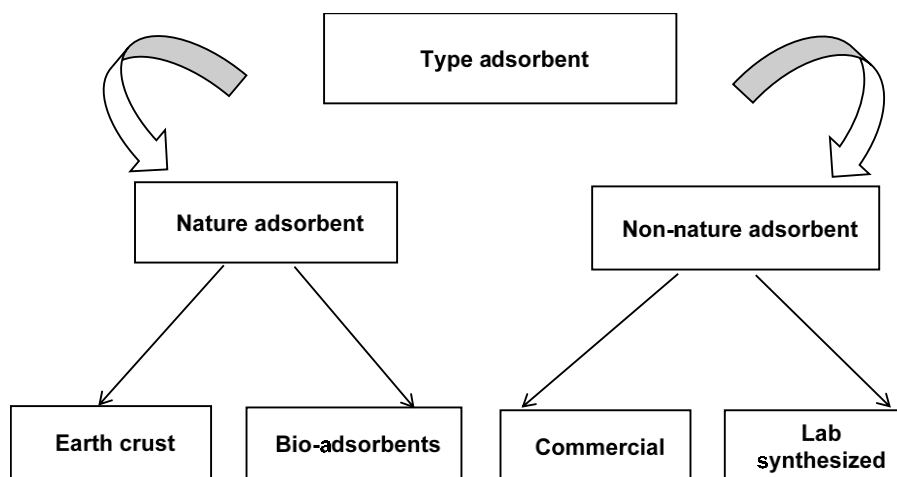 Type adsorbent
Nature adsorbent
Non-nature adsorbent
Earth crust
Bio-adsorbents
Commercial
Lab
synthesized